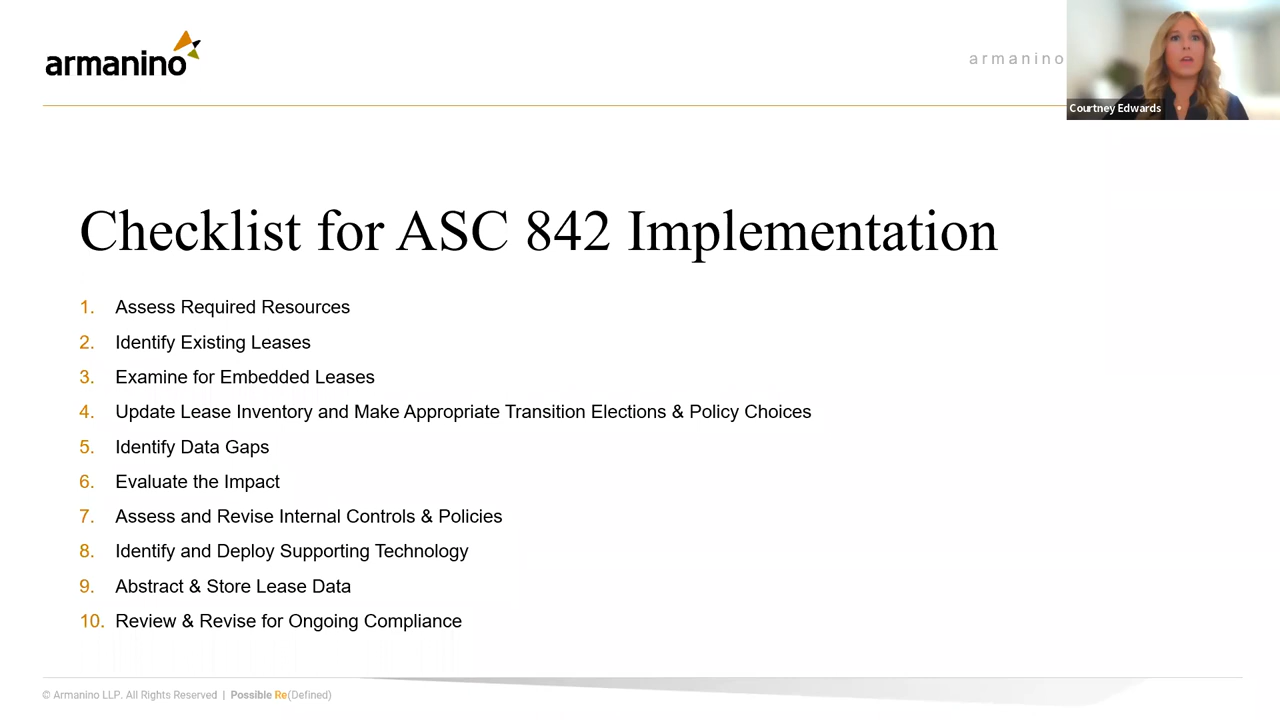 armanino
armanino
Courtney Edwards
Checklist for ASC 842 Implementation
1. Assess Required Resources
2. Identify Existing Leases
3. Examine for Embedded Leases
4. Update Lease Inventory and Make Appropriate Transition Elections & Policy Choices
5. Identify Data Gaps
6. Evaluate the Impact
7. Assess and Revise Internal Controls & Policies
8. Identify and Deploy Supporting Technology
9. Abstract & Store Lease Data
10. Review & Revise for Ongoing Compliance
© Armanino LLP. All Rights Reserved | Possible Re(Defined)